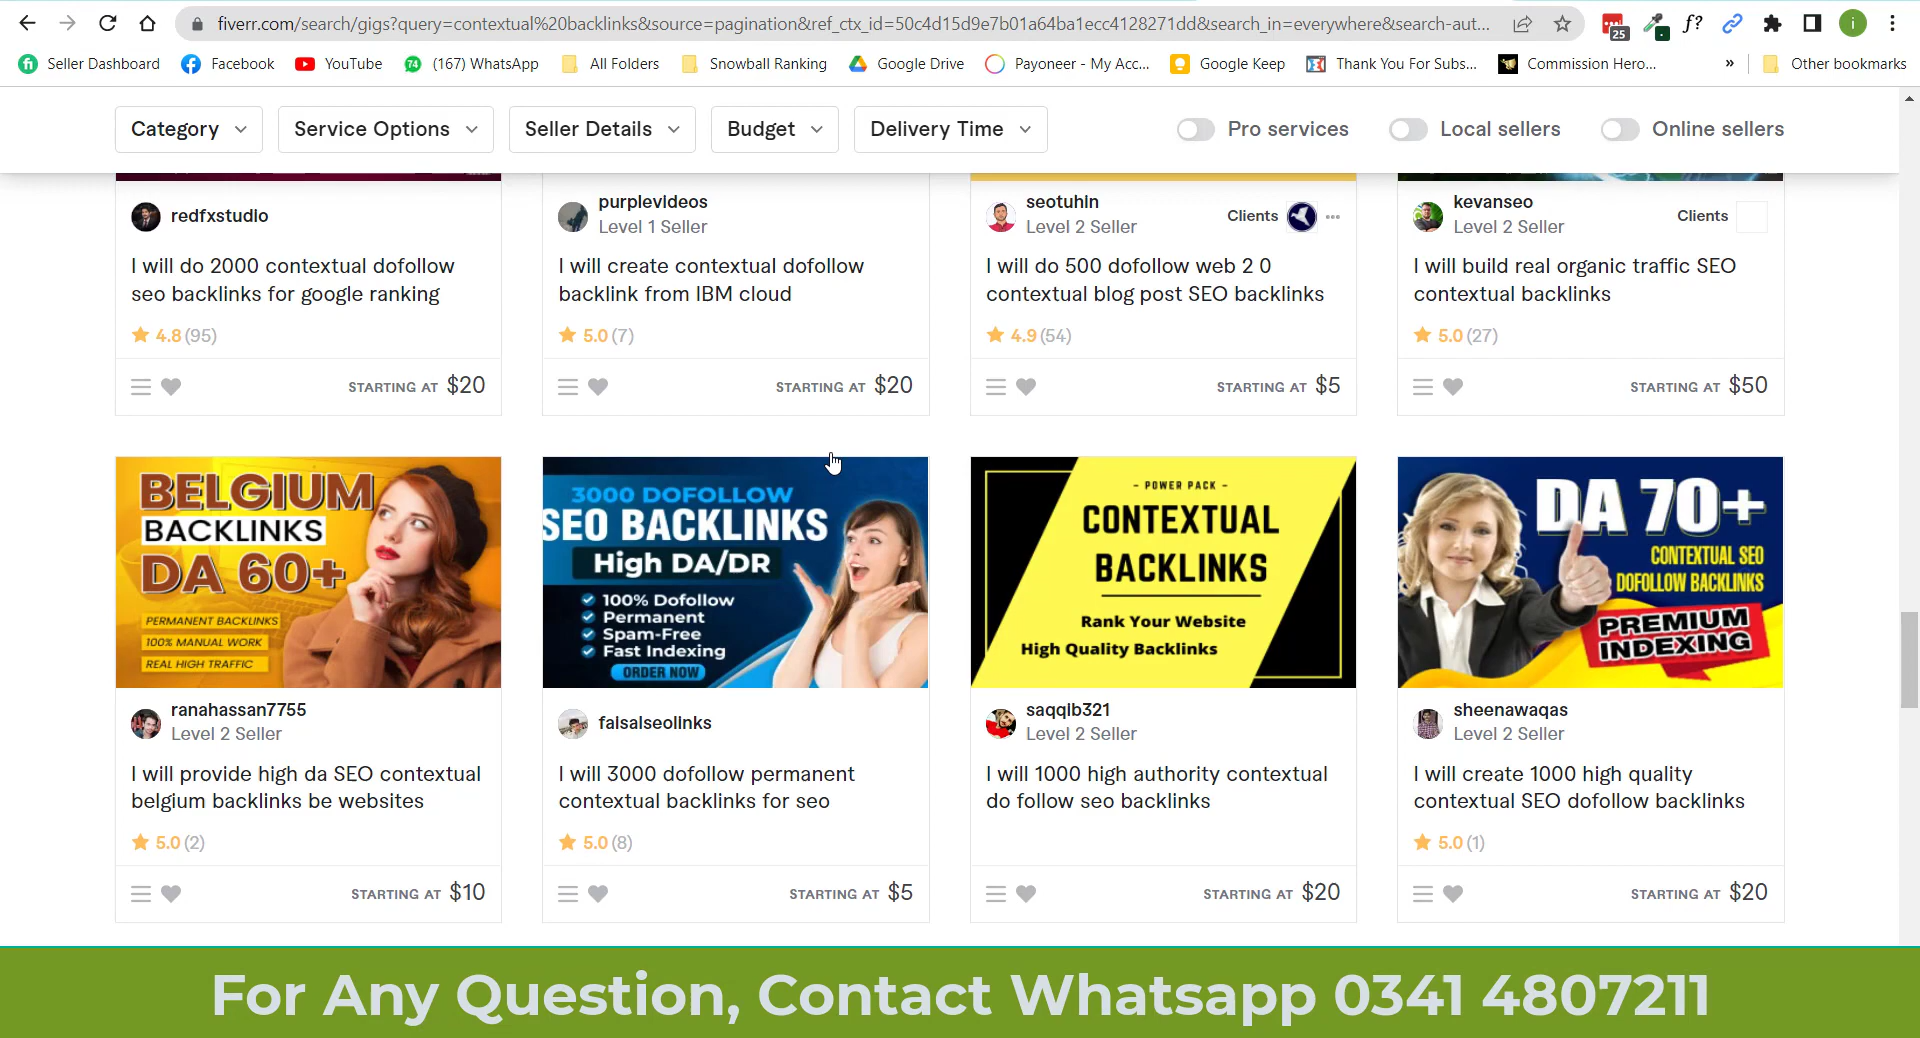 fiverr.com/search/gigs?query=contextual%20backlinks&source=pagination&ref_ctx_id=50c4d15d9e7b01a64ba1ecc4128271dd&search_in=everywhere&search-aut...
25
f?
i
Seller Dashboard
Facebook
YouTube
74
(167) WhatsApp
All Folders
Snowball Ranking
Google Drive
Payoneer - My Acc...
Google Keep
Thank You For Subs...
Commission Hero...
»
Other bookmarks
Category
Service Options
Seller Details
Budget
Delivery Time
Pro services
Local sellers
Online sellers
redfxstudio
I will do 2000 contextual dofollow
seo backlinks for google ranking
4.8 (95)
STARTING AT $20
purplevideos
Level 1 Seller
I will create contextual dofollow
backlink from IBM cloud
5.0 (7)
STARTING AT $20
seotuhin
Level 2 Seller
Clients
I will do 500 dofollow web 2 0
contextual blog post SEO backlinks
4.9 (54)
STARTING AT $5
kevanseo
Level 2 Seller
Clients
I will build real organic traffic SEO
contextual backlinks
5.0 (27)
STARTING AT $50
BELGIUM
BACKLINKS
DA 60+
PERMANENT BACKLINKS
100% MANUAL WORK
REAL HIGH TRAFFIC
ranahassan7755
Level 2 Seller
I will provide high da SEO contextual
belgium backlinks be websites
5.0 (2)
STARTING AT $10
3000 DOFOLLOW
SEO BACKLINKS
High DA/DR
100% Dofollow
Permanent
Spam-Free
Fast Indexing
ORDER NOW
faisalseolinks
I will 3000 dofollow permanent
contextual backlinks for seo
5.0 (8)
STARTING AT $5
- POWER PACK -
CONTEXTUAL
BACKLINKS
Rank Your Website
High Quality Backlinks
saqqib321
Level 2 Seller
I will 1000 high authority contextual
do follow seo backlinks
STARTING AT $20
DA 70+
CONTEXTUAL SEO
DOFOLLOW BACKLINKS
PREMIUM
INDEXING
sheenawaqas
Level 2 Seller
I will create 1000 high quality
contextual SEO dofollow backlinks
5.0 (1)
STARTING AT $20
For Any Question, Contact Whatsapp 0341 4807211